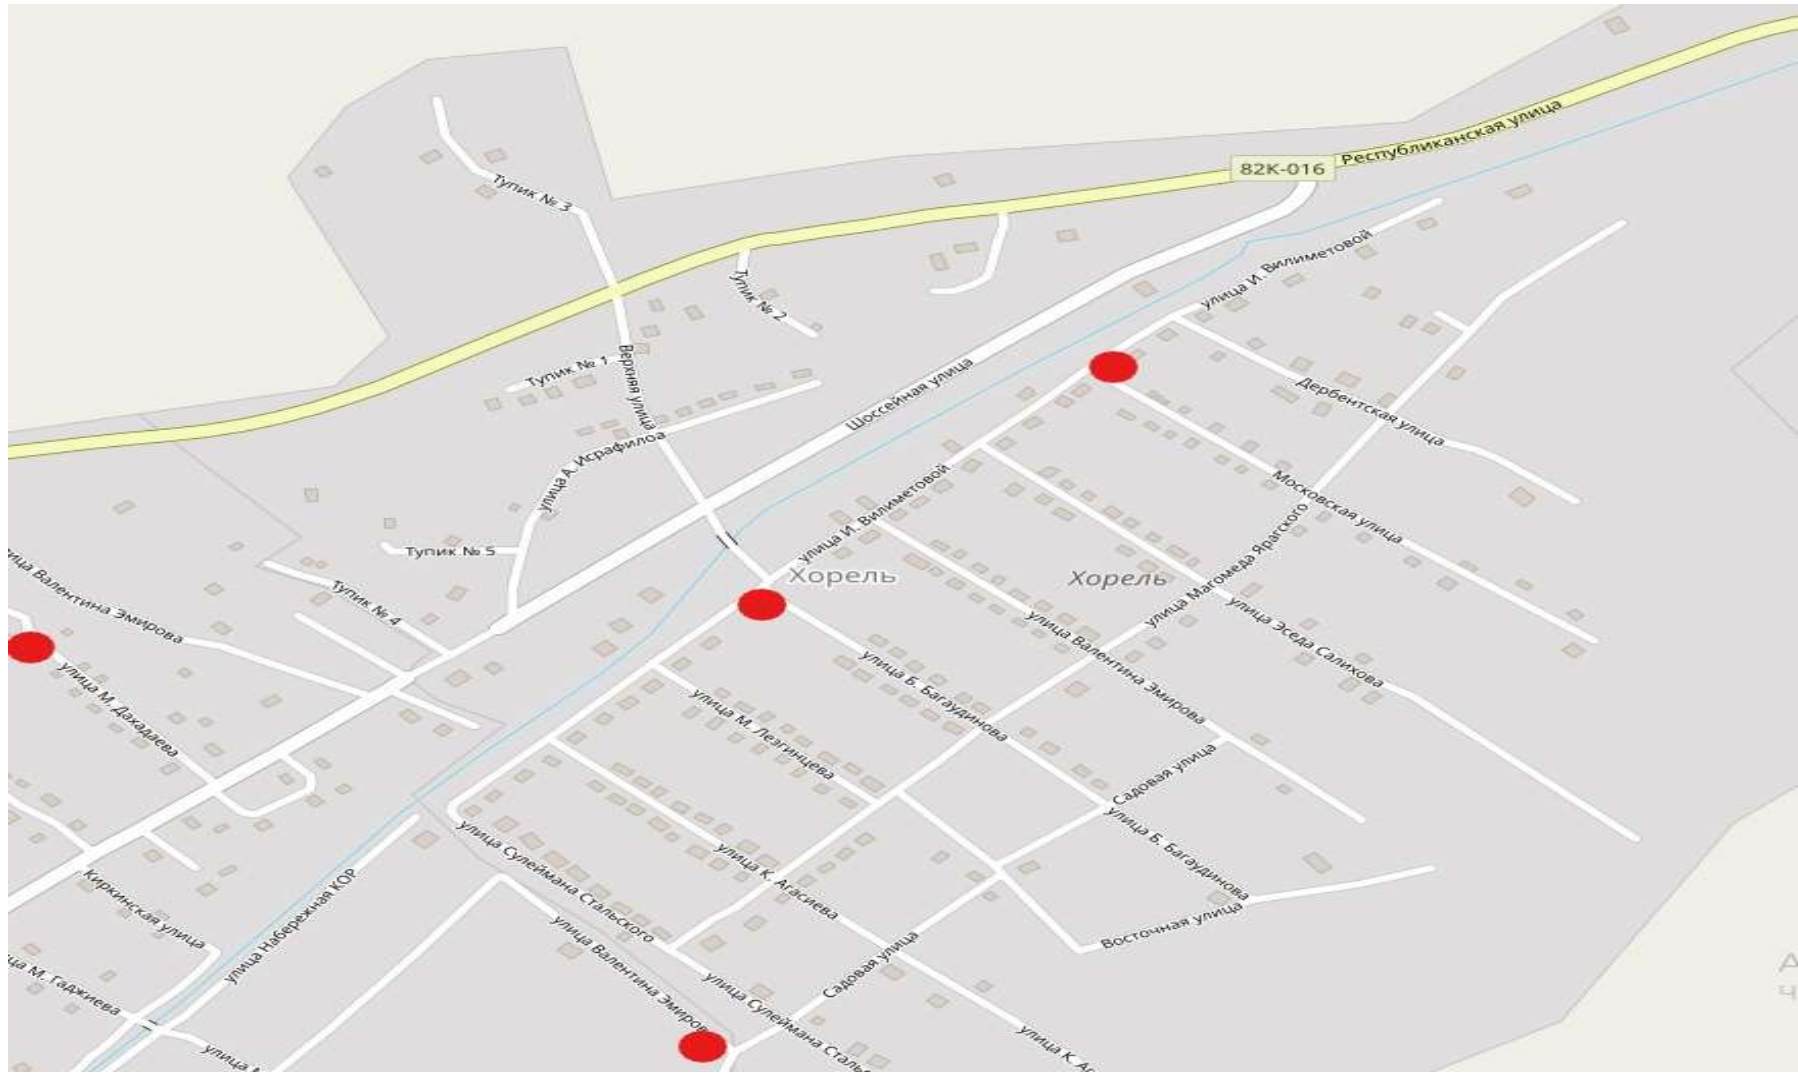 Республиканская улица
82К-016
Тупик № 3
улица И. Вилиметовой
Тупик № 2
Верхняя улица
Тупик № 1
Шоссейная улица
Дербентская улица
улица А. Исрафилоа
улица И. Вилиметовой
Московская улица
Тупик № 5
Хорель
Хорель
улица Магомеда Ярагского
Валентина Эмирова
Тупик № 4
улица Эседа Салихова
улица Валентина Эмирова
улица Б. Багаудинова
улица М. Дахадаева
улица М. Лезгинцева
Садовая улица
улица Б. Багаудинова
улица Сулеймана Стальского
улица К. Агасиева
Киркинская улица
улица Набережная КОР
улица Валентина Эмиров
Восточная улица
Садовая улица
М. Гаджиева
улица Сулеймана
улица К.
улица